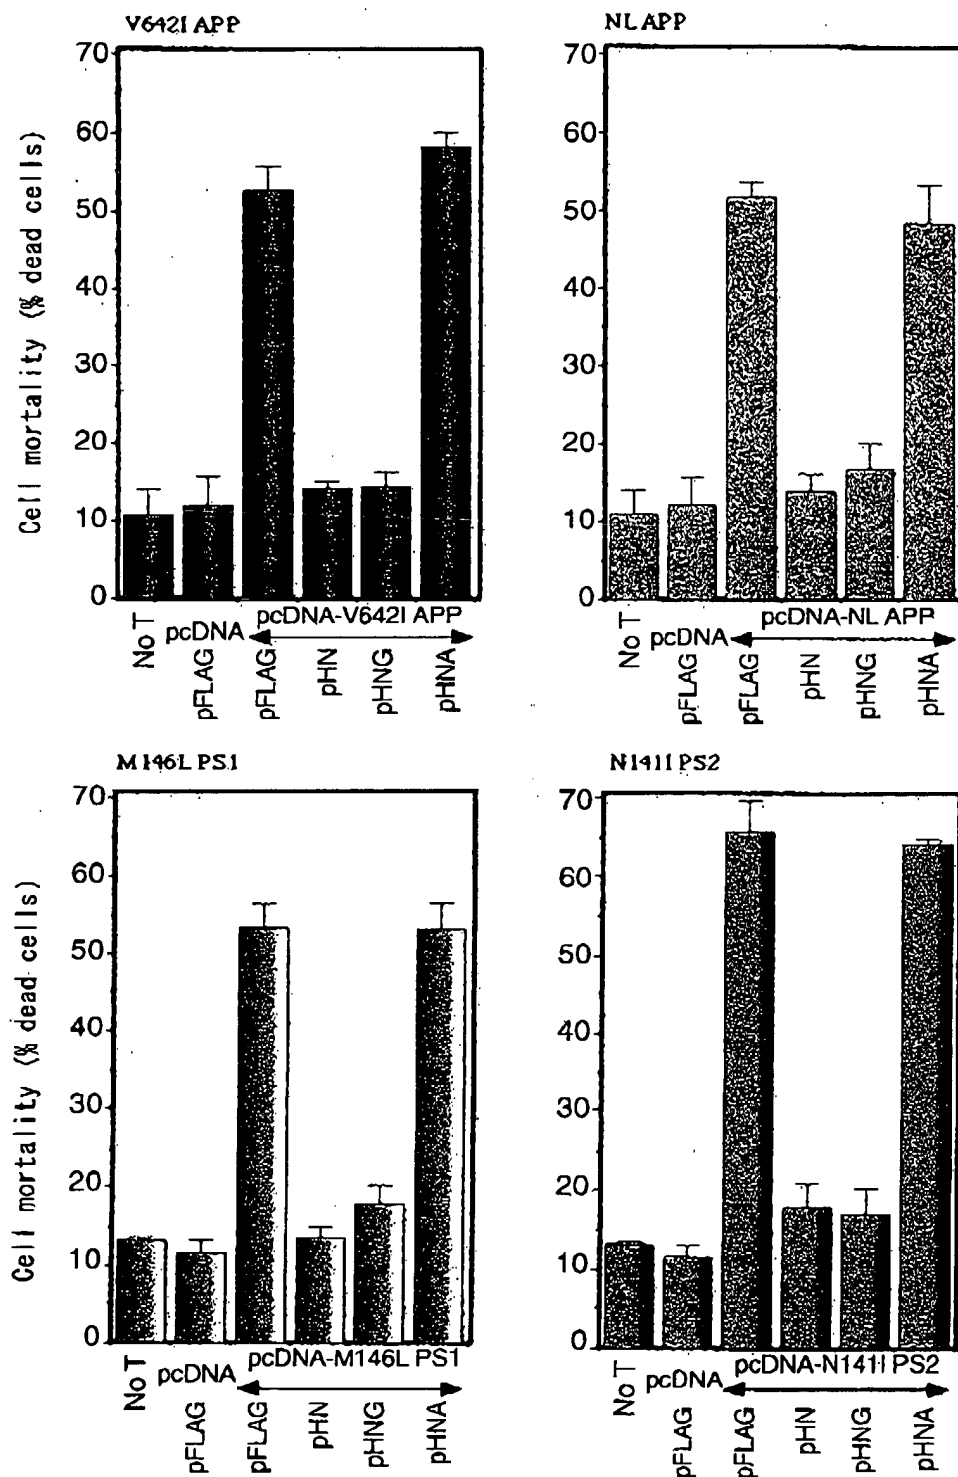 V642I APP
Cell mortality (% dead cells)
70
60
50
40
30
20
10
0
No T
pcDNA
pcDNA-V642I APP
pFLAG
pFLAG
pHN
pHNG
pHNA
NL APP
70
60
50
40
30
20
10
0
No T
pcDNA
pcDNA-NL APP
pFLAG
pFLAG
pHN
pHNG
pHNA
M146L PS1
Cell mortality (% dead cells)
70
60
50
40
30
20
10
0
No T
pcDNA
pcDNA-M146L PS1
pFLAG
pFLAG
pHN
pHNG
pHNA
N141I PS2
70
60
50
40
30
20
10
0
No T
pcDNA
pcDNA-N141I PS2
pFLAG
pFLAG
pHN
pHNG
pHNA